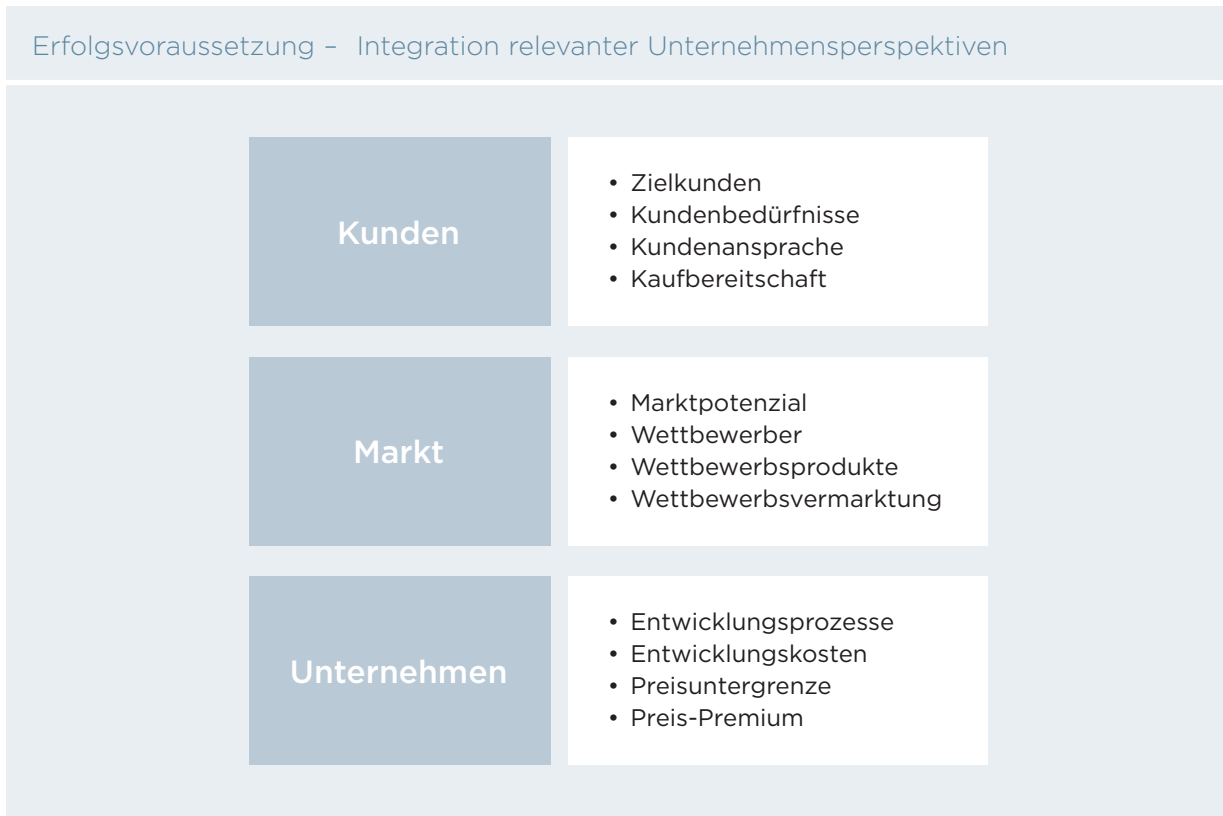 Erfolgsvoraussetzung – Integration relevanter Unternehmensperspektiven
Kunden
• Zielkunden
• Kundenbedürfnisse
• Kundenansprache
• Kaufbereitschaft
Markt
• Marktpotenzial
• Wettbewerber
• Wettbewerbsprodukte
• Wettbewerbsvermarktung
Unternehmen
• Entwicklungsprozesse
• Entwicklungskosten
• Preisuntergrenze
• Preis-Premium